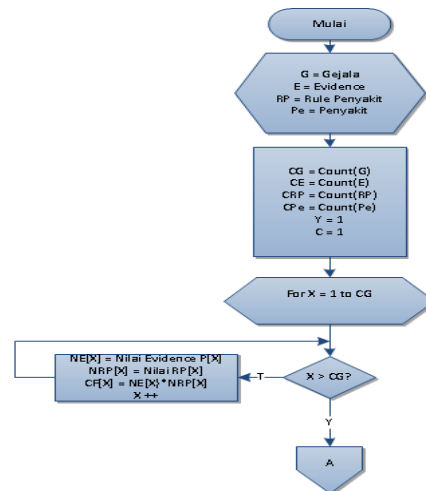 Mulai
G = Gejala
E = Evidence
RP = Rule Penyakit
Pe = Penyakit
CG = Count(G)
CE = Count(E)
CRP = Count(RP)
CPe = Count(Pe)
Y = 1
C = 1
For X = 1 to CG
X > CG?
T
NE[X] = Nilai Evidence P[X]
NRP[X] = Nilai RP[X]
CF[X] = NE[X}*NRP[X]
X ++
Y
A